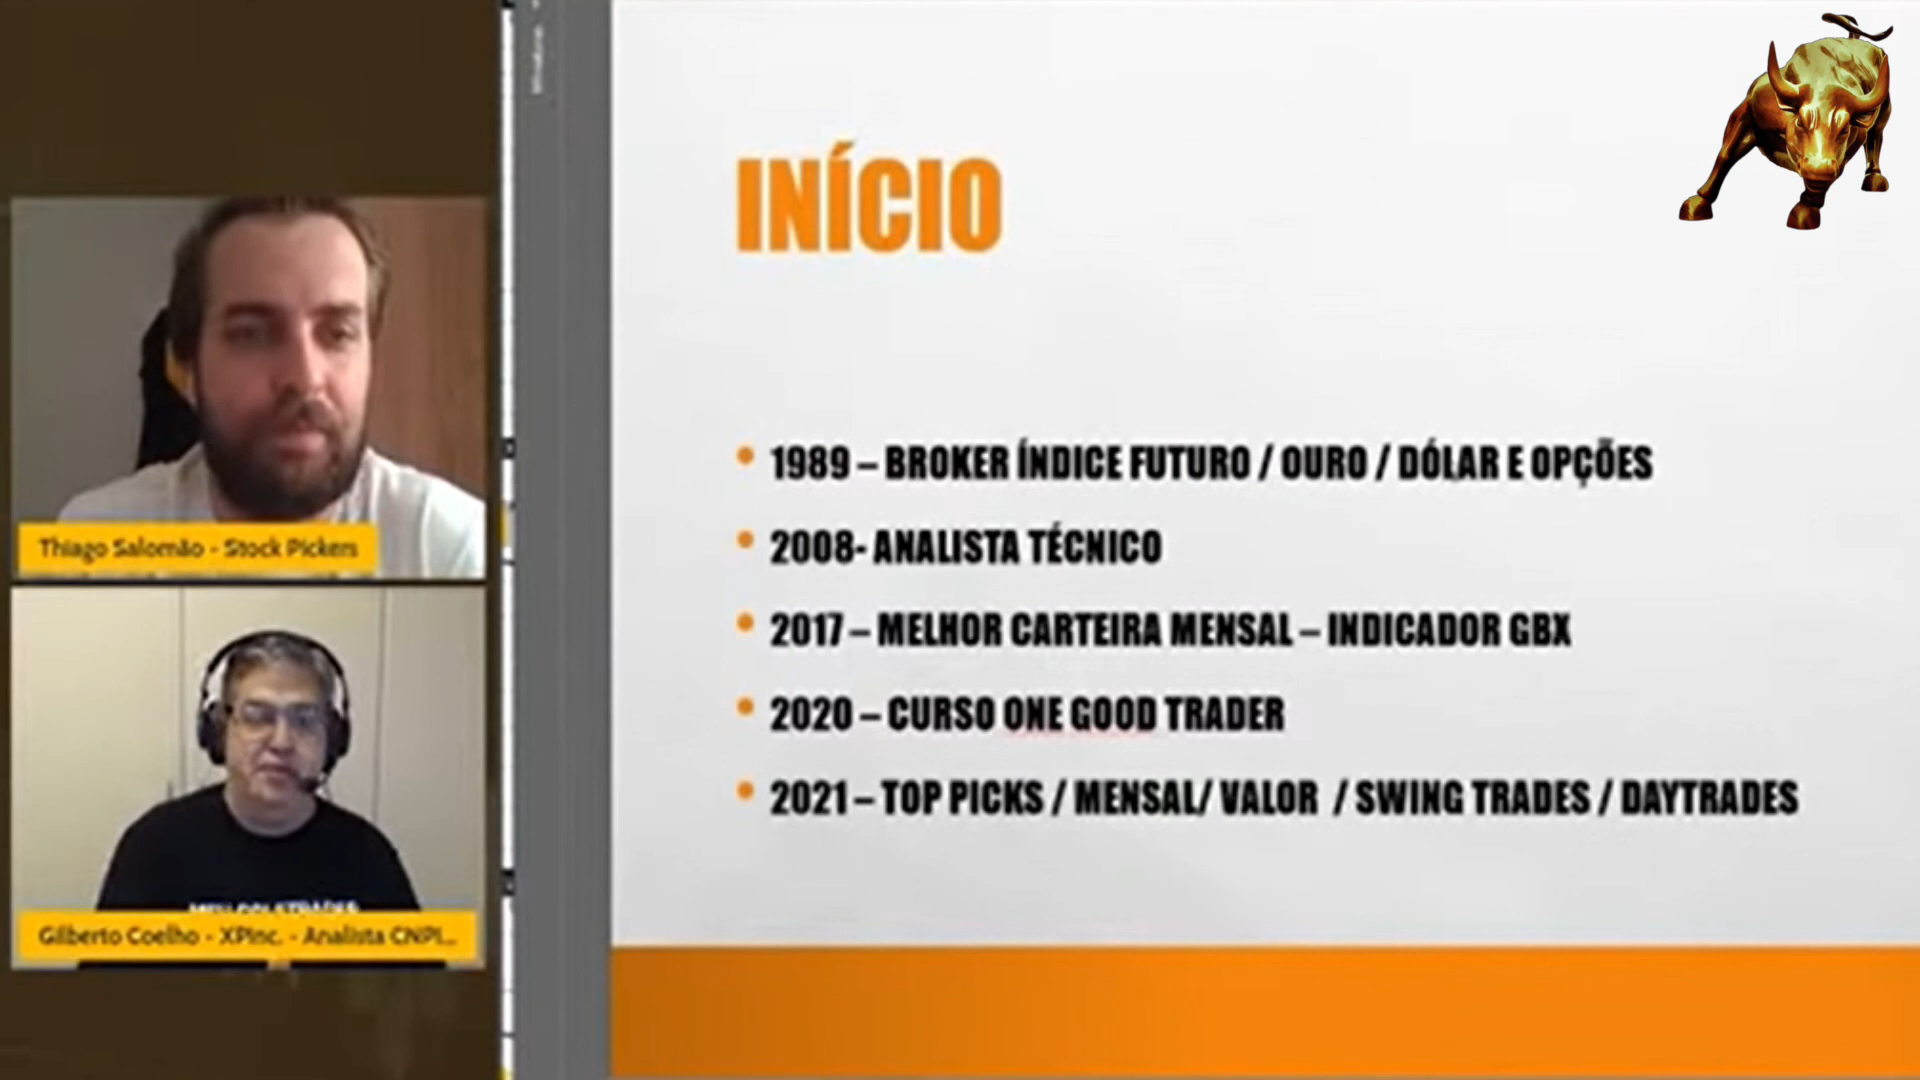 INÍCIO
1989 – BROKER ÍNDICE FUTURO / OURO / DÓLAR E OPÇÕES
2008- ANALISTA TÉCNICO
2017 – MELHOR CARTEIRA MENSAL – INDICADOR GBX
2020 – CURSO ONE GOOD TRADER
2021 – TOP PICKS / MENSAL/ VALOR / SWING TRADES / DAYTRADES
Thiago Salomão - Stock Pickers
Gilberto Coelho - XPInc. - Analista CNPI...